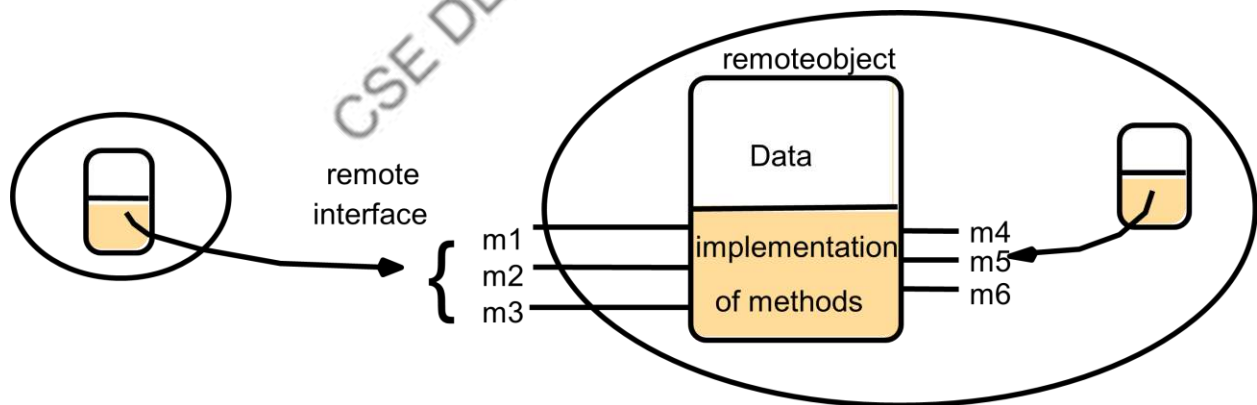 CSE DE
remoteobject
Data
remote
interface
{
m1
m2
m3
implementation
of methods
m4
m5
m6